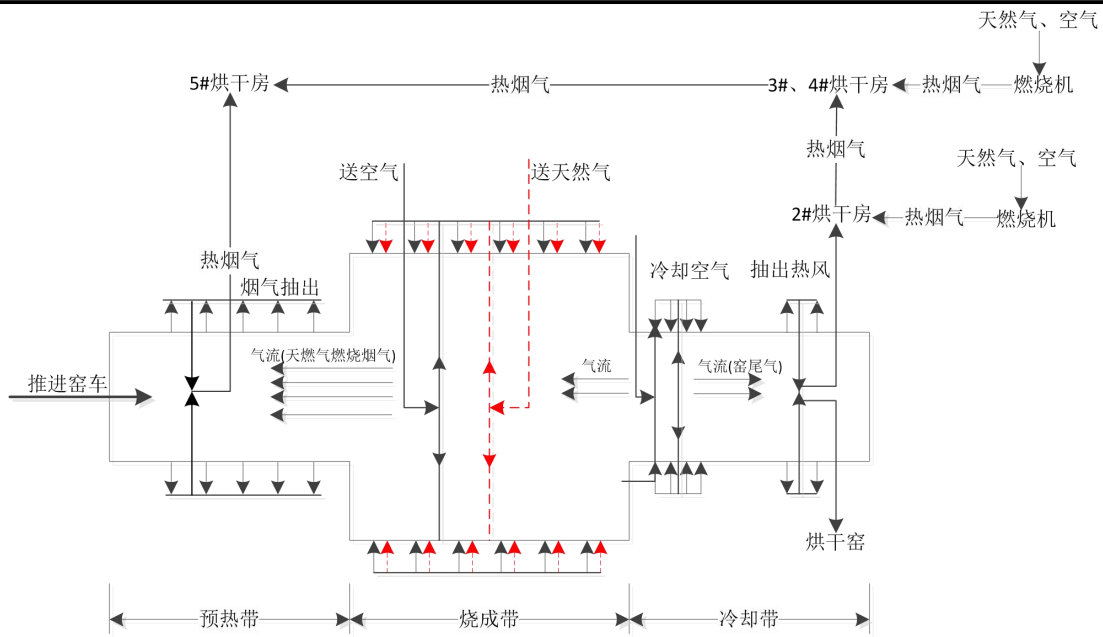 天然气、空气
5#烘干房
热烟气
3#、4#烘干房
热烟气
燃烧机
热烟气
天然气、空气
送空气
送天然气
2#烘干房
热烟气
燃烧机
热烟气
烟气抽出
冷却空气
抽出热风
气流(天燃气燃烧烟气)
气流
气流(窑尾气)
推进窑车
烘干窑
预热带
烧成带
冷却带